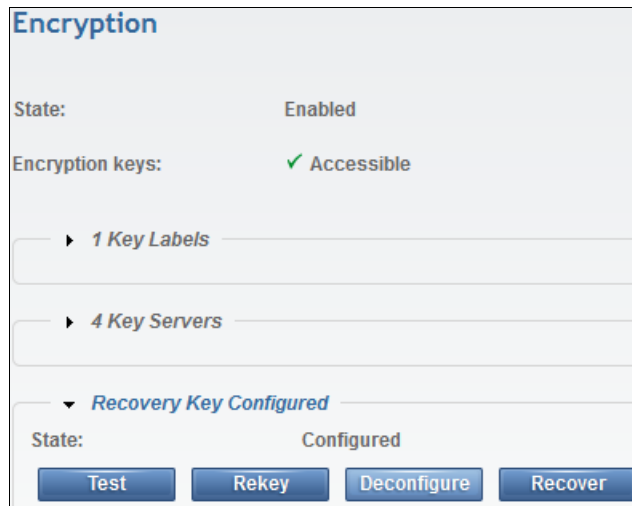 Encryption
State: Enabled
Encryption keys: ✓ Accessible
1 Key Labels
4 Key Servers
Recovery Key Configured
State: Configured
Test Rekey Deconfigure Recover